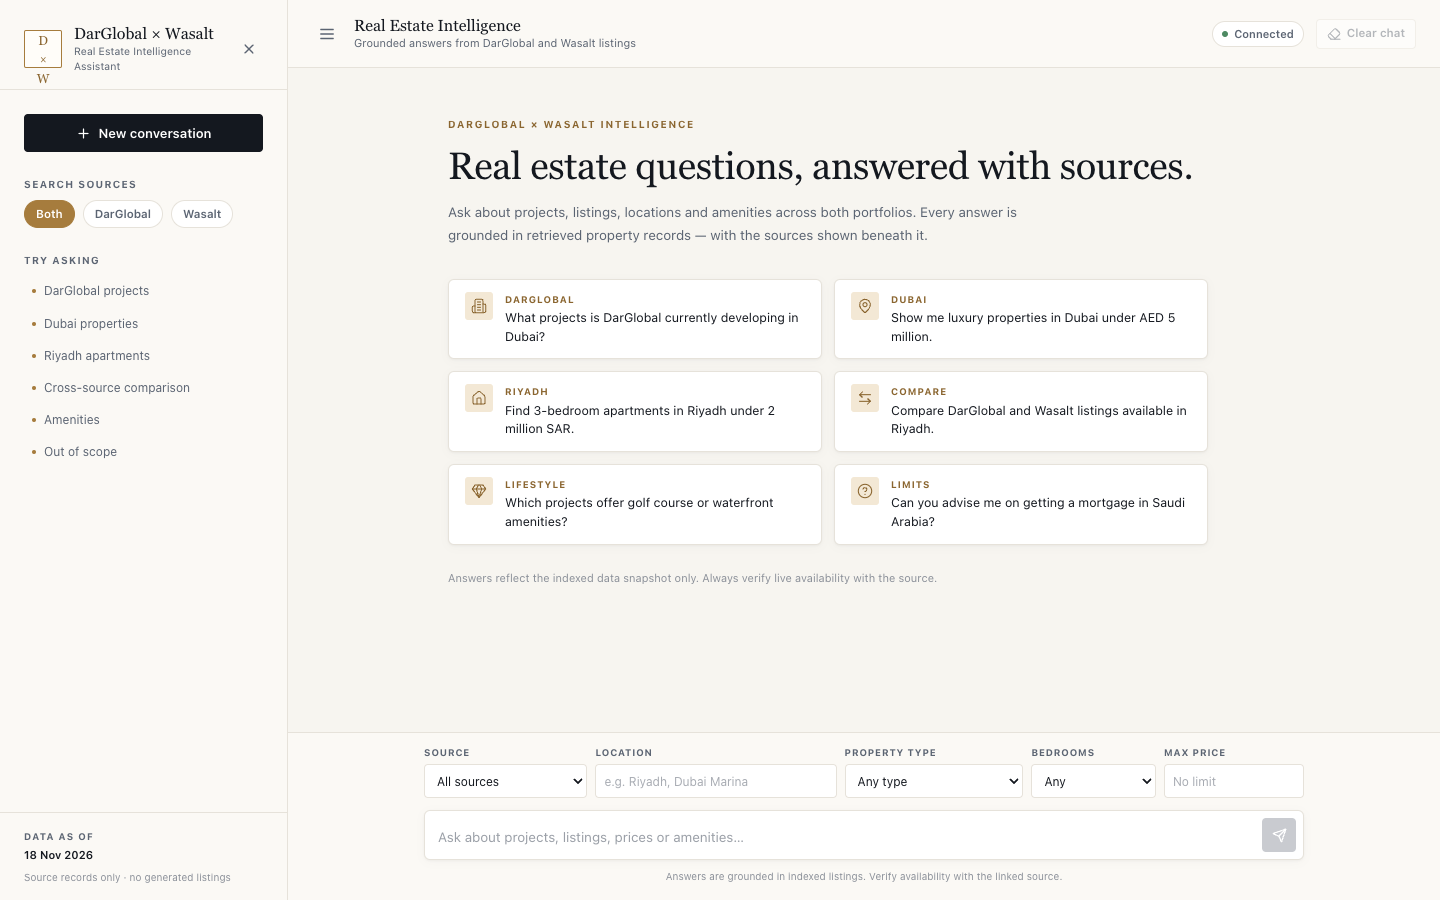 D
×
W
DarGlobal × Wasalt
Real Estate Intelligence
Assistant
New conversation
SEARCH SOURCES
Both
DarGlobal
Wasalt
TRY ASKING
DarGlobal projects
Dubai properties
Riyadh apartments
Cross-source comparison
Amenities
Out of scope
DATA AS OF
18 Nov 2026
Source records only · no generated listings
Real Estate Intelligence
Grounded answers from DarGlobal and Wasalt listings
Connected
Clear chat
DARGLOBAL × WASALT INTELLIGENCE
Real estate questions, answered with sources.
Ask about projects, listings, locations and amenities across both portfolios. Every answer is
grounded in retrieved property records — with the sources shown beneath it.
DARGLOBAL
What projects is DarGlobal currently developing in
Dubai?
DUBAI
Show me luxury properties in Dubai under AED 5
million.
RIYADH
Find 3-bedroom apartments in Riyadh under 2
million SAR.
COMPARE
Compare DarGlobal and Wasalt listings available in
Riyadh.
LIFESTYLE
Which projects offer golf course or waterfront
amenities?
LIMITS
Can you advise me on getting a mortgage in Saudi
Arabia?
Answers reflect the indexed data snapshot only. Always verify live availability with the source.
SOURCE
All sources
LOCATION
e.g. Riyadh, Dubai Marina
PROPERTY TYPE
Any type
BEDROOMS
Any
MAX PRICE
No limit
Ask about projects, listings, prices or amenities...
Answers are grounded in indexed listings. Verify availability with the linked source.